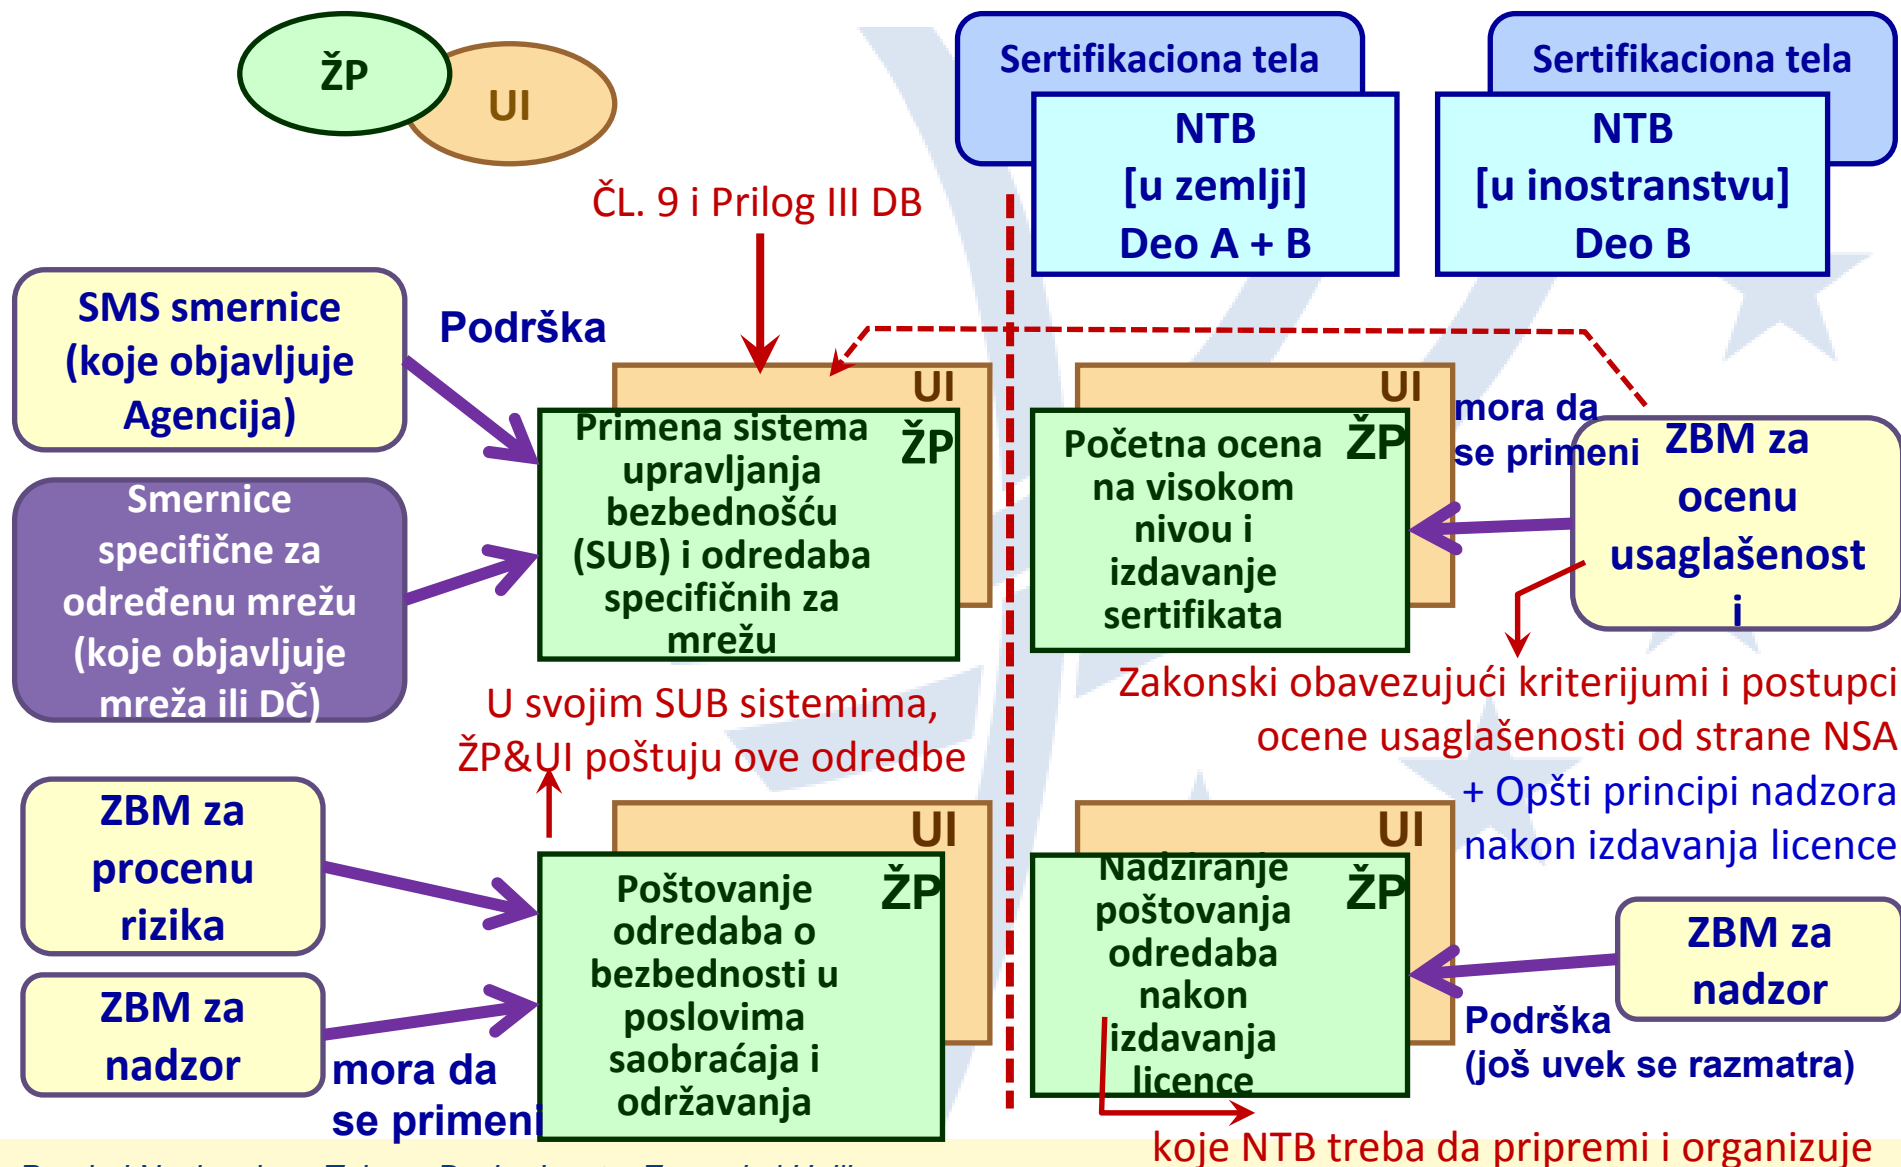 ŽP
UI
Sertifikaciona tela
NTB
[u zemlji]
Deo A + B
Sertifikaciona tela
NTB
[u inostranstvu]
Deo B
ČL. 9 i Prilog III DB
SMS smernice
(koje objavljuje
Agencija)
Podrška
Smernice
specifične za
određenu mrežu
(koje objavljuje
mreža ili DČ)
UI
ŽP
Primena sistema
upravljanja
bezbednošću
(SUB) i odredaba
specifičnih za
mrežu
UI
ŽP
Početna ocena
na visokom
nivou i
izdavanje
sertifikata
mora da
se primeni
ZBM za
ocenu
usaglašenost
i
U svojim SUB sistemima,
ŽP&UI poštuju ove odredbe
Zakonski obavezujući kriterijumi i postupci
ocene usaglašenosti od strane NSA
+ Opšti principi nadzora
nakon izdavanja licence
ZBM za
procenu
rizika
ZBM za
nadzor
mora da
se primeni
UI
ŽP
Poštovanje
odredaba o
bezbednosti u
poslovima
saobraćaja i
održavanja
UI
ŽP
Nadziranje
poštovanja
odredaba
nakon
izdavanja
licence
ZBM za
nadzor
Podrška
(još uvek se razmatra)
koje NTB treba da pripremi i organizuje